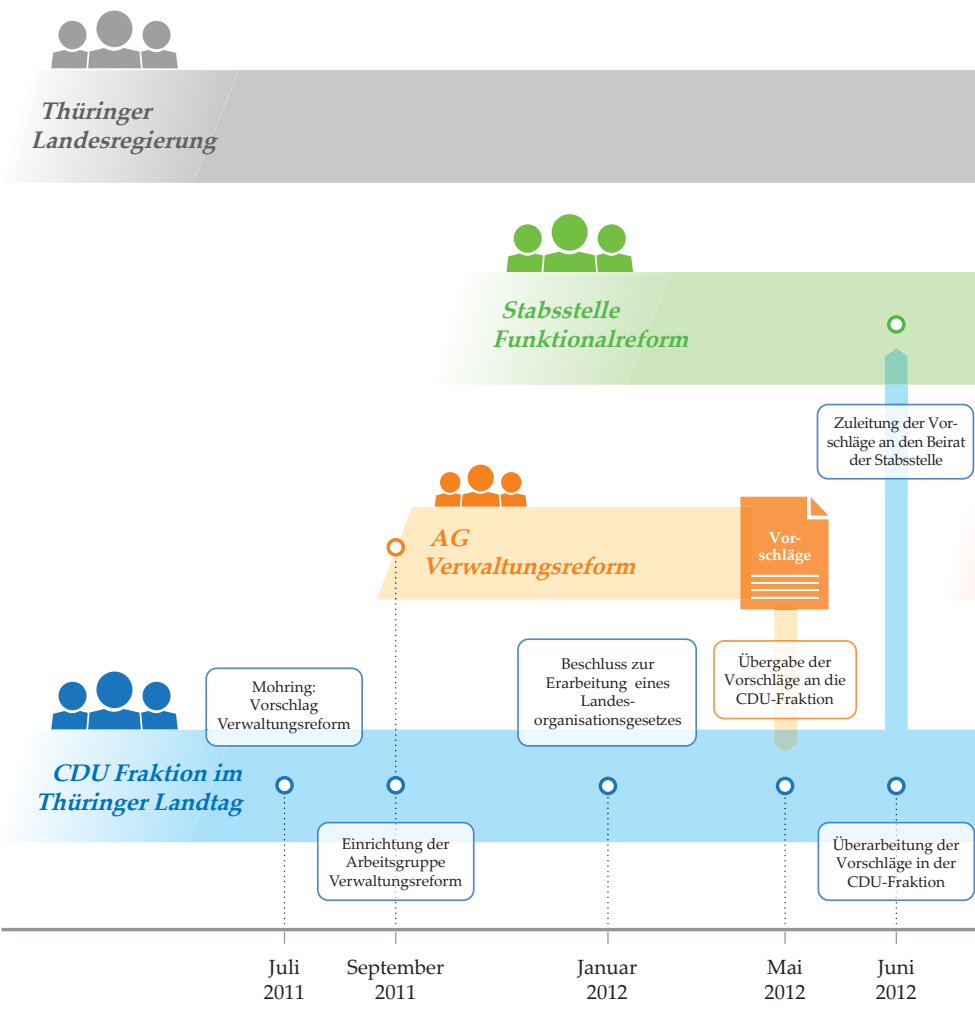 Thüringer
Landesregierung
Stabsstelle
Funktionalreform
Zuleitung der Vor-
schläge an den Beirat
der Stabsstelle
AG
Verwaltungsreform
Vor-
schläge
Mohring:
Vorschlag
Verwaltungsreform
Beschluss zur
Erarbeitung eines
Landes-
organisationsgesetzes
Übergabe der
Vorschläge an die
CDU-Fraktion
CDU Fraktion im
Thüringer Landtag
Einrichtung der
Arbeitsgruppe
Verwaltungsreform
Überarbeitung der
Vorschläge in der
CDU-Fraktion
Juli
2011
September
2011
Januar
2012
Mai
2012
Juni
2012